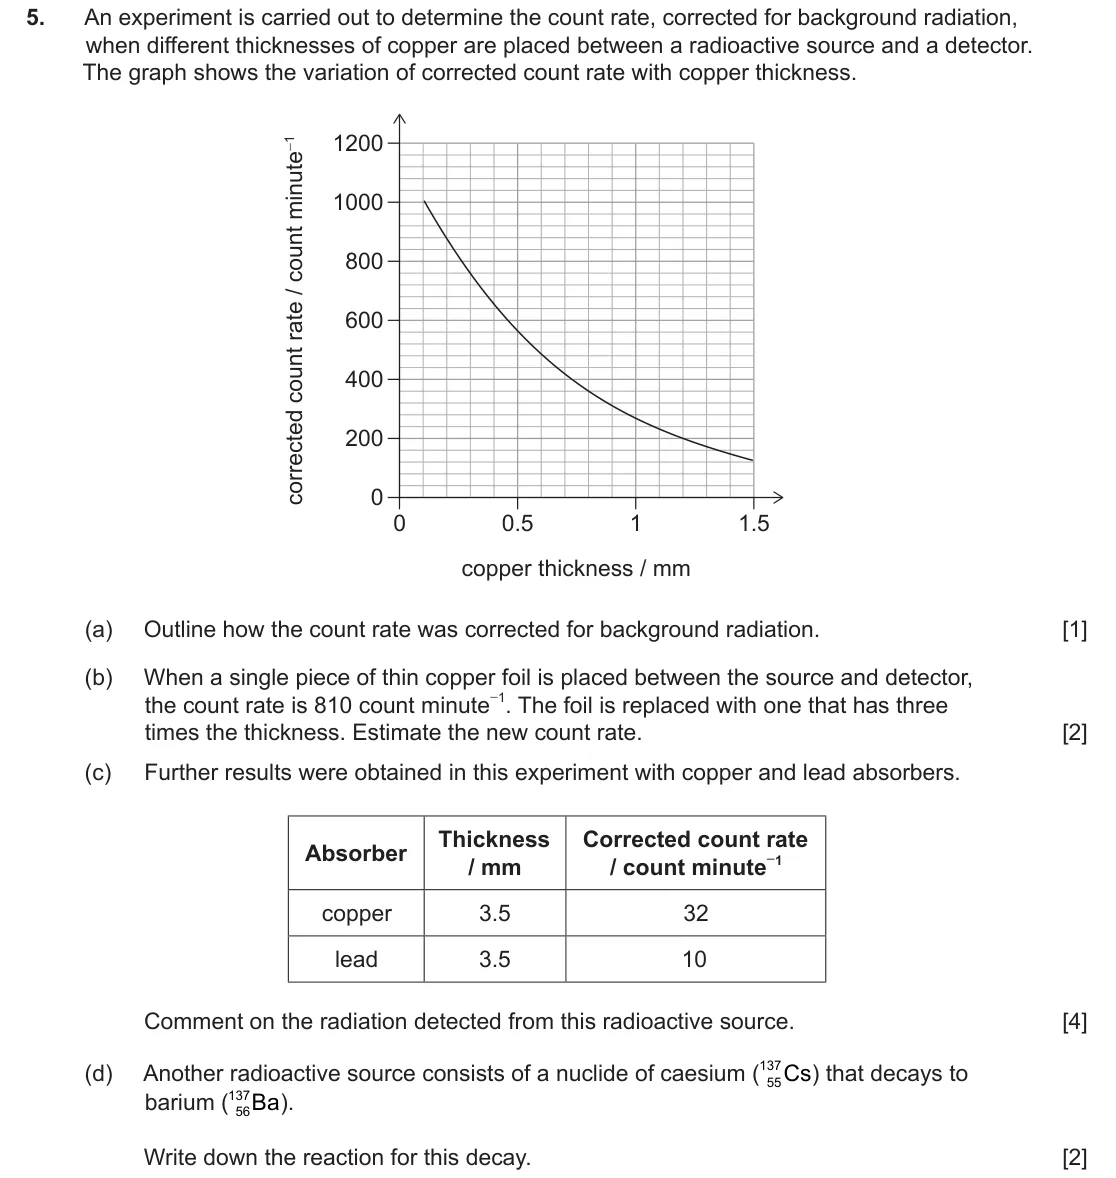 5. An experiment is carried out to determine the count rate, corrected for background radiation,
when different thicknesses of copper are placed between a radioactive source and a detector.
The graph shows the variation of corrected count rate with copper thickness.
corrected count rate / count minute⁻¹
1200
1000
800
600
400
200
0
0 0.5 1 1.5
copper thickness / mm
(a) Outline how the count rate was corrected for background radiation. [1]
(b) When a single piece of thin copper foil is placed between the source and detector,
the count rate is 810 count minute⁻¹. The foil is replaced with one that has three
times the thickness. Estimate the new count rate. [2]
(c) Further results were obtained in this experiment with copper and lead absorbers.
Absorber Thickness / mm Corrected count rate / count minute⁻¹
copper 3.5 32
lead 3.5 10
Comment on the radiation detected from this radioactive source. [4]
(d) Another radioactive source consists of a nuclide of caesium (¹³⁷₅₅Cs) that decays to
barium (¹³⁷₅₆Ba).
Write down the reaction for this decay. [2]